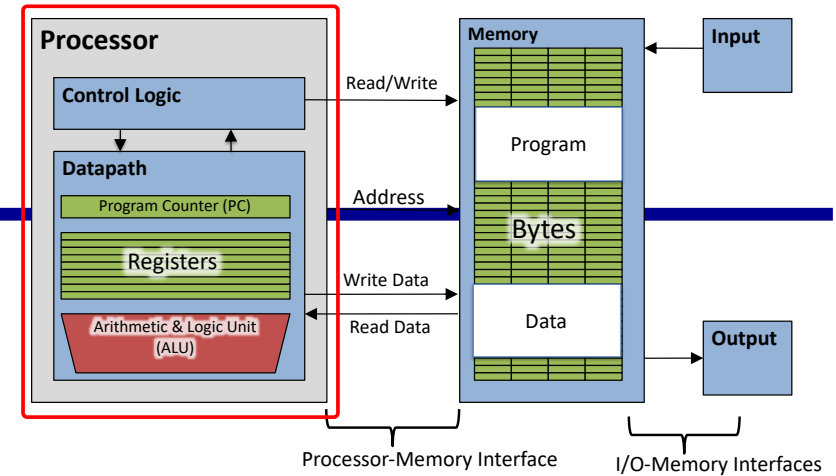 Processor
Control Logic
Datapath
Program Counter (PC)
Registers
Arithmetic & Logic Unit
(ALU)
Read/Write
Address
Write Data
Read Data
Processor-Memory Interface
Memory
Program
Bytes
Data
Input
Output
I/O-Memory Interfaces